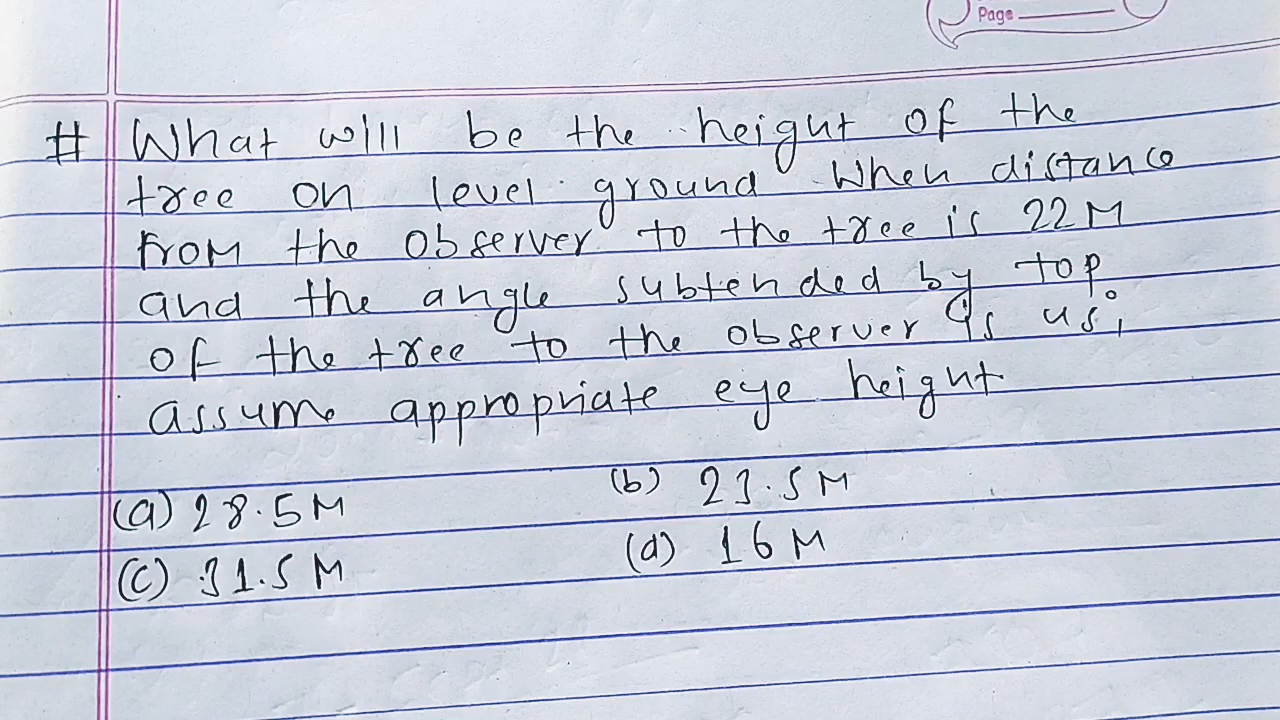 Page
# What will be the height of the
tree on level ground when distance
from the observer to the tree is 22M
and the angle subtended by top
of the tree to the observer is 45°;
assume appropriate eye height
(a) 28.5M
(b) 23.5M
(c) 31.5M
(d) 16M